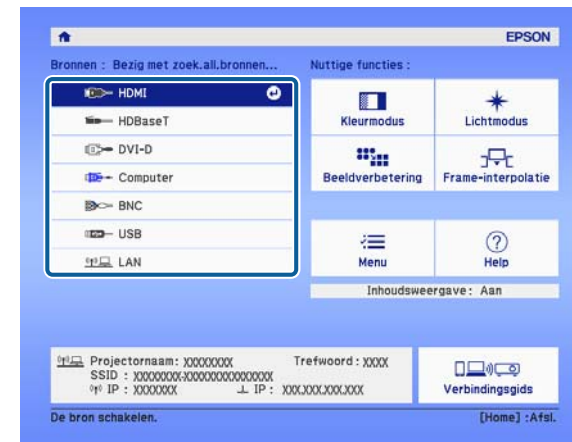 EPSON
Bronnen : Bezig met zoek.all.bronnen...
Nuttige functies :
HDMI
HDBaseT
DVI-D
Computer
BNC
USB
LAN
Kleurmodus
Lichtmodus
Beeldverbetering
Frame-interpolatie
Menu
Help
Inhoudsweergave : Aan
Projectornaam : XXXXXXXX
Trefwoord : XXXX
SSID : XXXXXXXX-XXXXXXXXXXXXXXX
IP : XXXXXXX
IP : XXX.XXX.XXX.XXX
Verbindingsgids
De bron schakelen.
[Home] :Afsl.